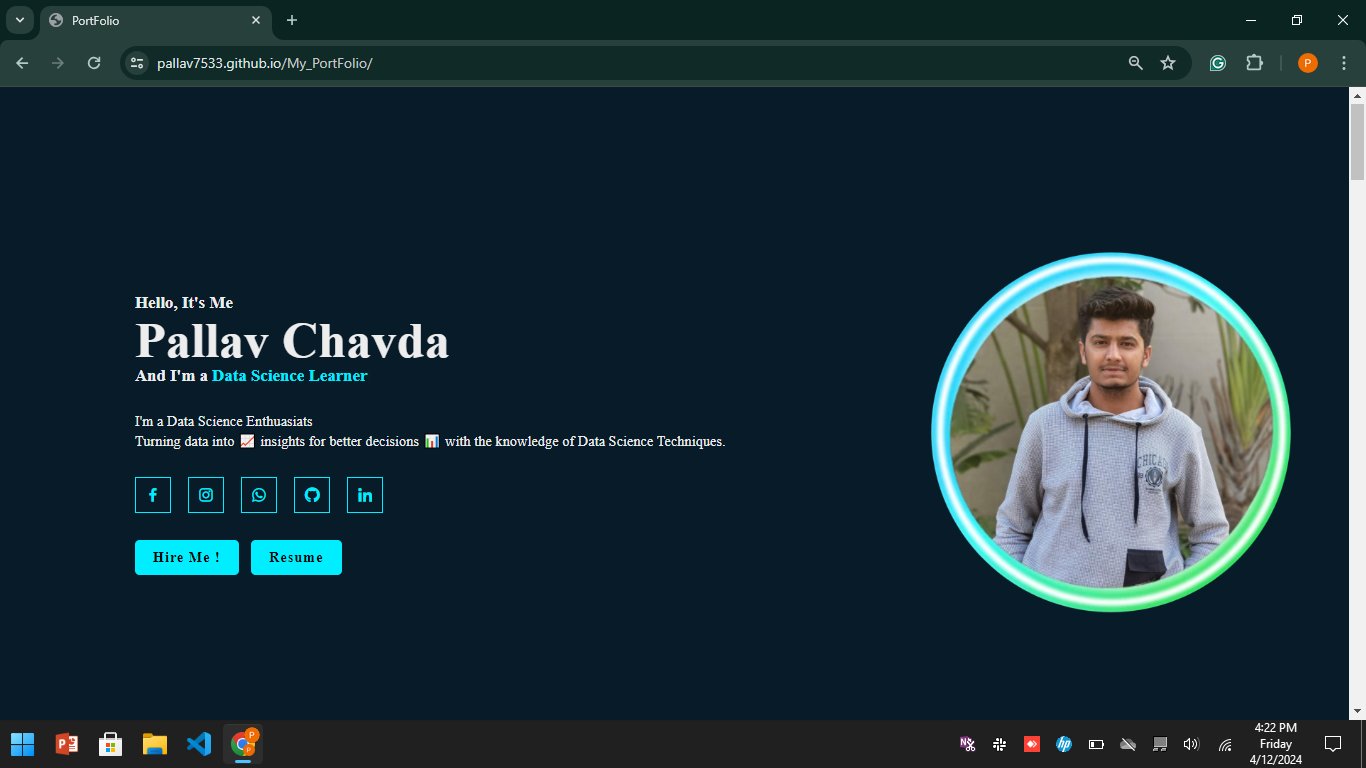 PortFolio
pallav7533.github.io/My_PortFolio/
P
Hello, It's Me
Pallav Chavda
And I'm a Data Science Learner
I'm a Data Science Enthuasiats
Turning data into 📈 insights for better decisions 📊 with the knowledge of Data Science Techniques.
Hire Me !
Resume
CHICAGO
4:22 PM
Friday
4/12/2024